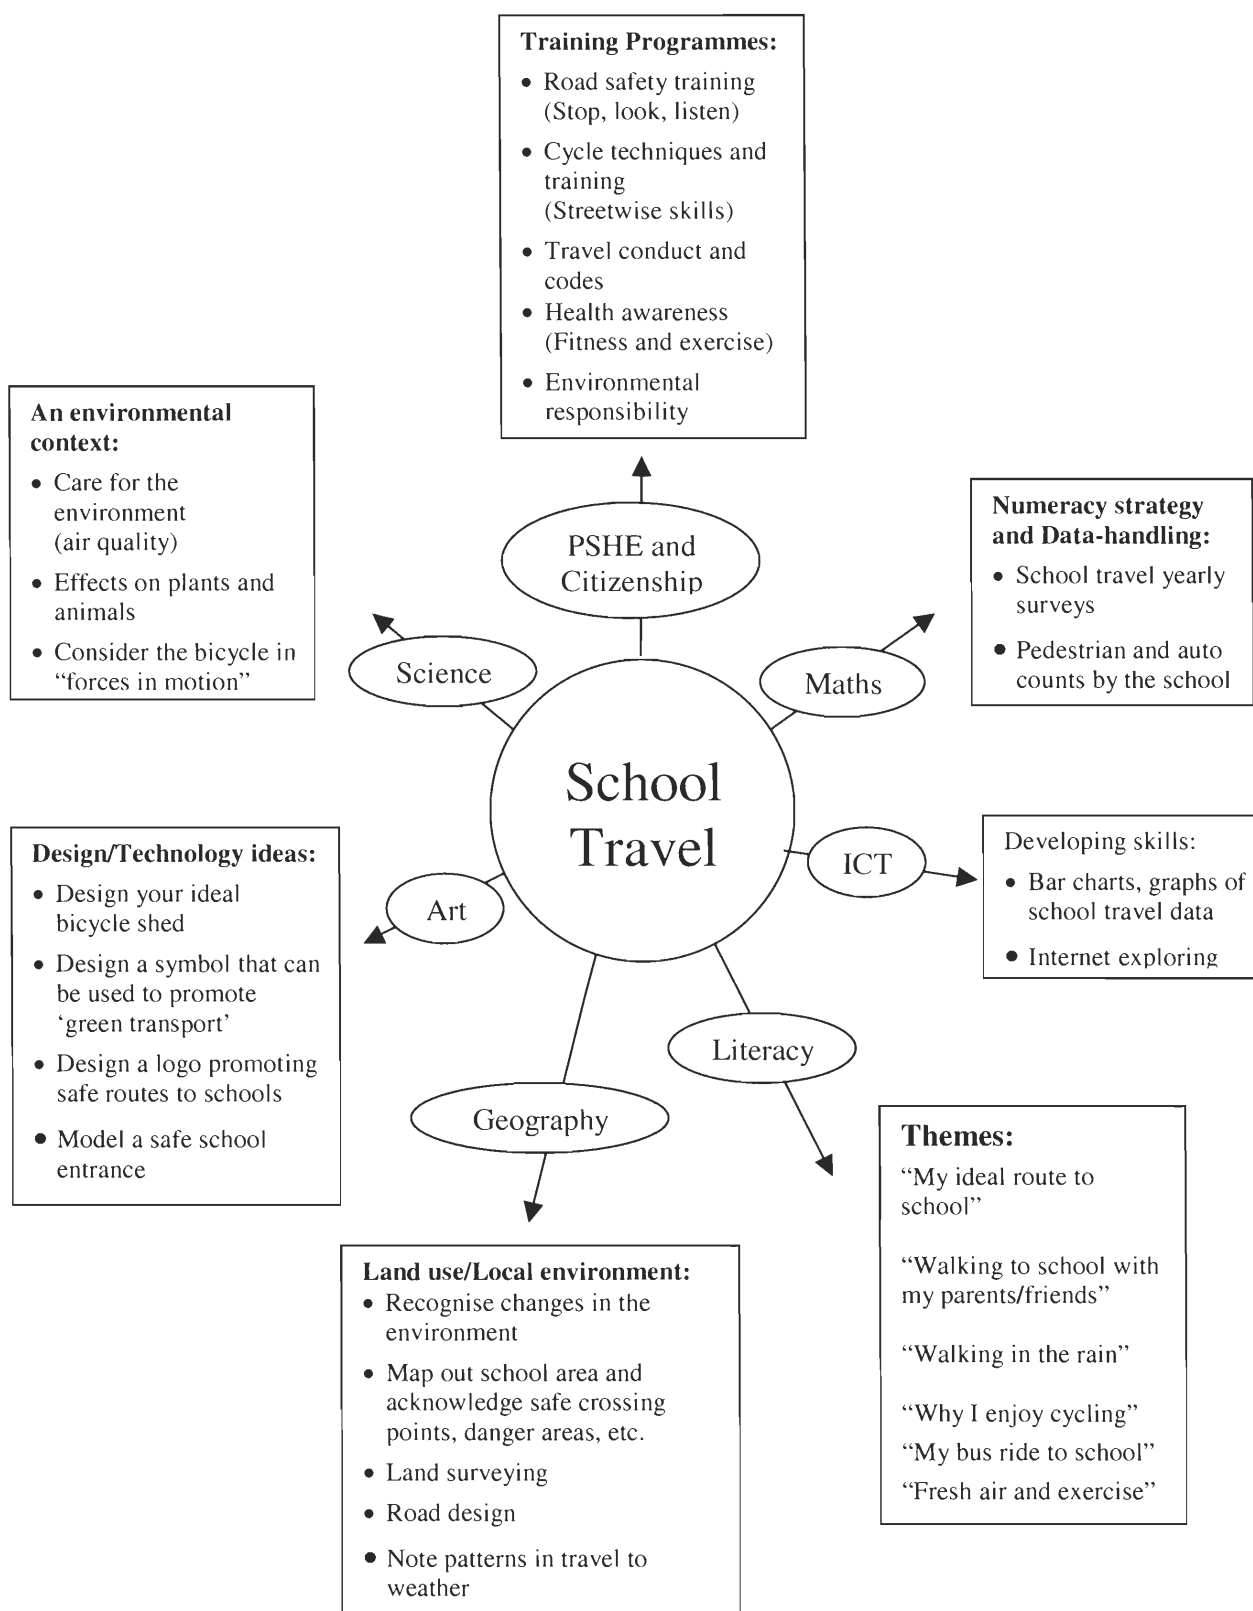 Training Programmes:
• Road safety training
(Stop, look, listen)
• Cycle techniques and
training
(Streetwise skills)
• Travel conduct and
codes
• Health awareness
(Fitness and exercise)
• Environmental
responsibility
An environmental
context:
• Care for the
environment
(air quality)
• Effects on plants and
animals
• Consider the bicycle in
“forces in motion”
PSHE and
Citizenship
Numeracy strategy
and Data-handling:
• School travel yearly
surveys
• Pedestrian and auto
counts by the school
Science
Maths
School
Travel
Design/Technology ideas:
• Design your ideal
bicycle shed
• Design a symbol that can
be used to promote
‘green transport’
• Design a logo promoting
safe routes to schools
• Model a safe school
entrance
Art
ICT
Developing skills:
• Bar charts, graphs of
school travel data
• Internet exploring
Literacy
Geography
Themes:
“My ideal route to
school”
“Walking to school with
my parents/friends”
“Walking in the rain”
“Why I enjoy cycling”
“My bus ride to school”
“Fresh air and exercise”
Land use/Local environment:
• Recognise changes in the
environment
• Map out school area and
acknowledge safe crossing
points, danger areas, etc.
• Land surveying
• Road design
• Note patterns in travel to
weather